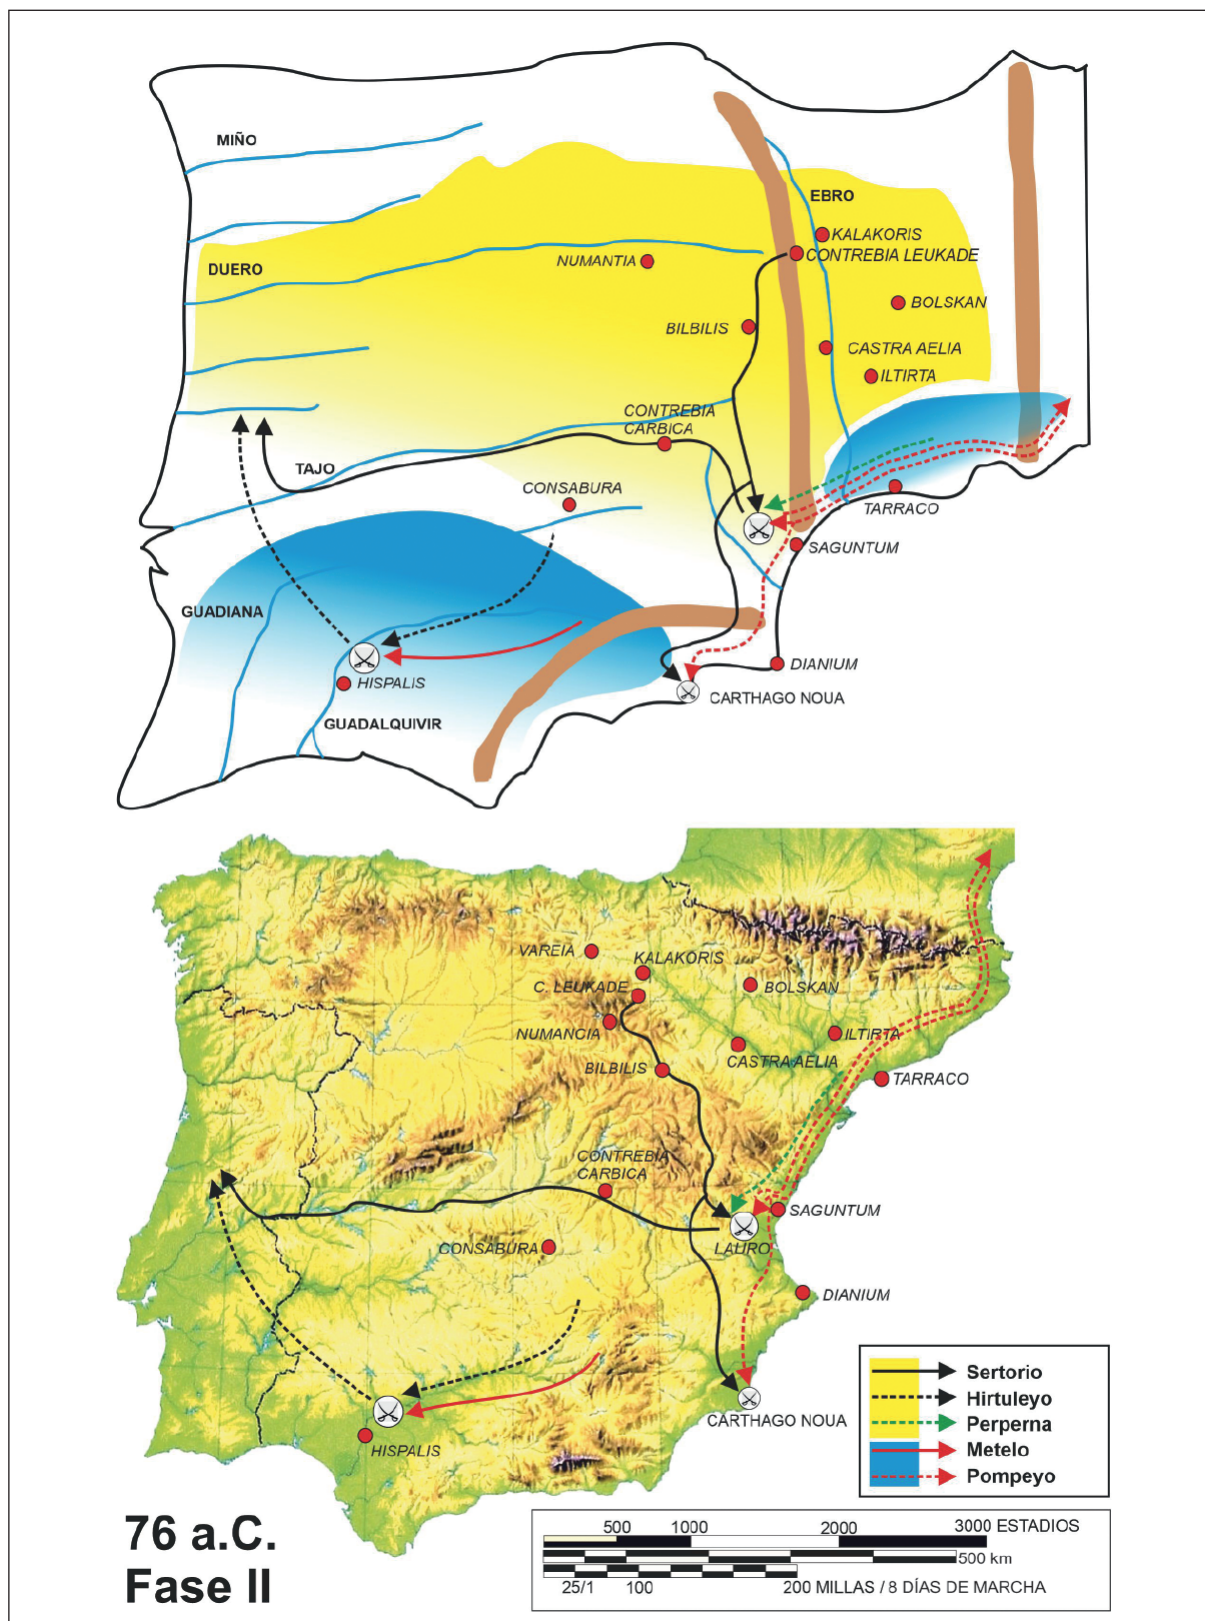 MIÑO
EBRO
KALAKORIS
CONTREBIA LEUKADE
DUERO
NUMANTIA
BOLSKAN
BILBILIS
CASTRA AELIA
ILTIRTA
CONTREBIA
CARBICA
TAJO
CONSABURA
TARRACO
SAGUNTUM
GUADIANA
DIANIUM
HISPALIS
CARTHAGO NOUA
GUADALQUIVIR
VAREIA
KALAKORIS
C. LEUKADE
BOLSKAN
NUMANCIA
ILTIRTA
CASTRA AELIA
BILBILIS
TARRACO
CONTREBIA
CARBICA
SAGUNTUM
CONSABURA
LAURO
DIANIUM
CARTHAGO NOUA
HISPALIS
Sertorio
Hirtuleyo
Perperna
Metelo
Pompeyo
76 a.C.
Fase II
500 1000 2000 3000 ESTADIOS
500 km
25/1 100 200 MILLAS / 8 DÍAS DE MARCHA